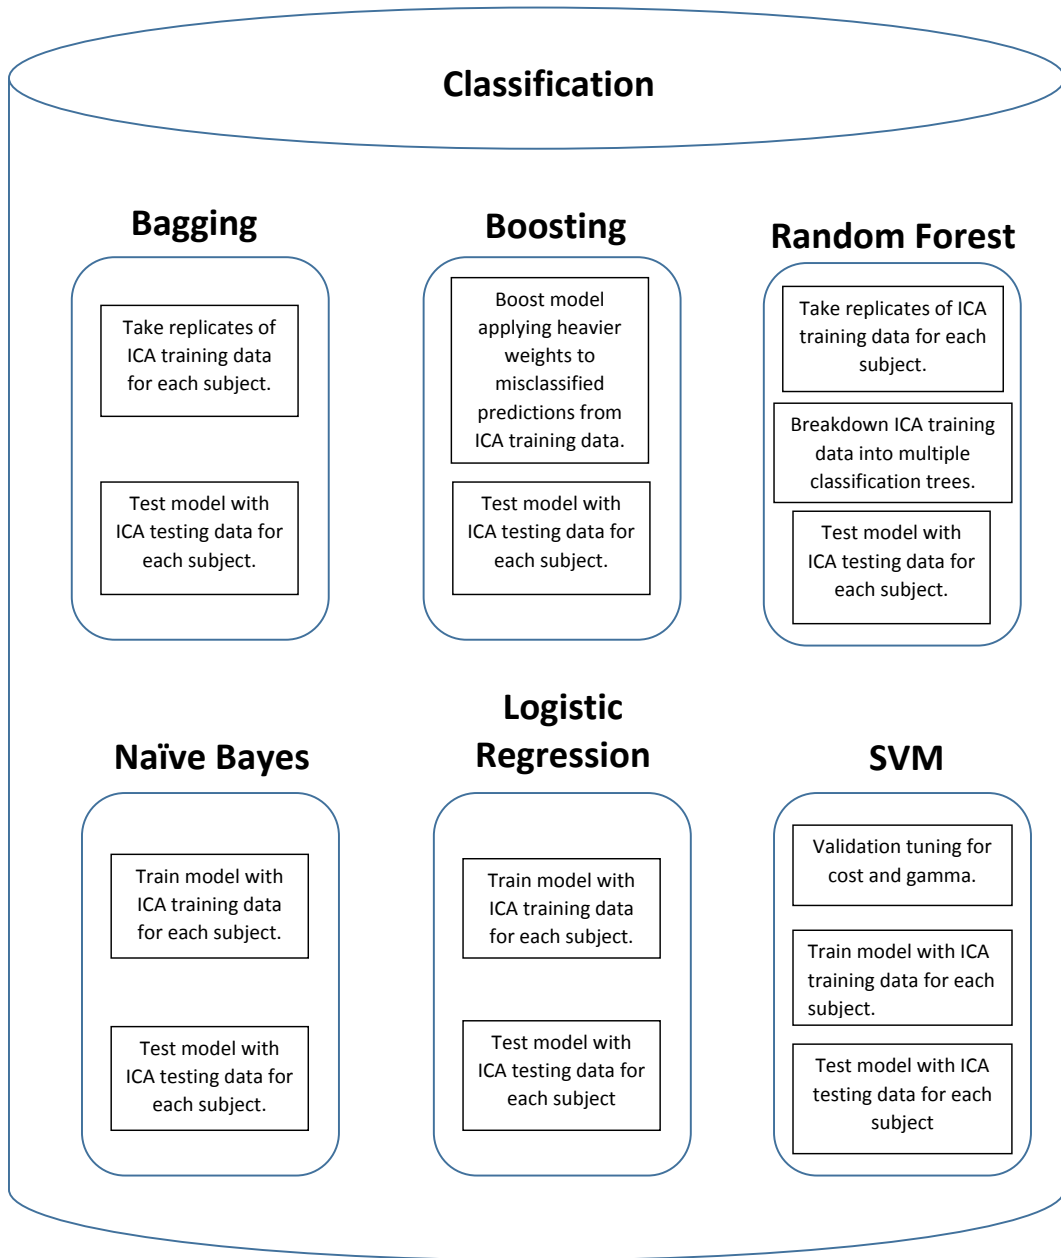 Classification
Bagging
Take replicates of
ICA training data
for each subject.
Test model with
ICA testing data for
each subject.
Boosting
Boost model
applying heavier
weights to
misclassified
predictions from
ICA training data.
Test model with
ICA testing data for
each subject.
Random Forest
Take replicates of ICA
training data for each
subject.
Breakdown ICA training
data into multiple
classification trees.
Test model with
ICA testing data for
each subject.
Naïve Bayes
Train model with
ICA training data
for each subject.
Test model with
ICA testing data for
each subject.
Logistic
Regression
Train model with
ICA training data
for each subject.
Test model with
ICA testing data for
each subject
SVM
Validation tuning for
cost and gamma.
Train model with ICA
training data for each
subject.
Test model with ICA
testing data for each
subject